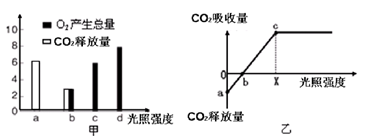 ■ O₂产生总量
□ CO₂释放量
10
8
6
4
2
0
a b c d 光照强度
甲
CO₂吸收量
c
0
a
b
X
光照强度
CO₂释放量
乙